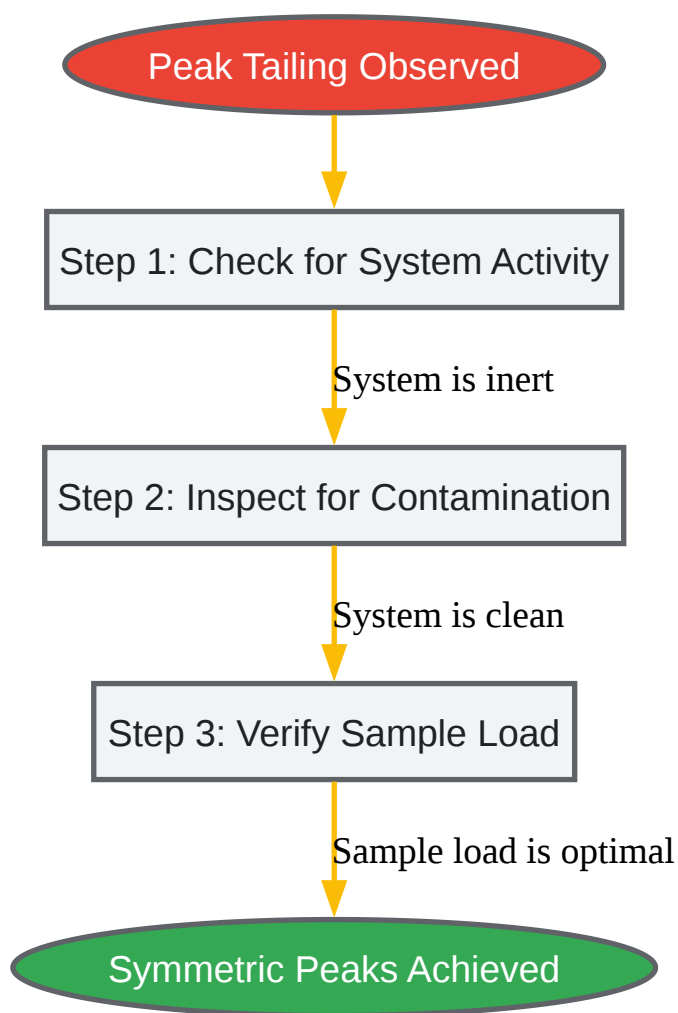 Peak Tailing Observed
Step 1: Check for System Activity
System is inert
Step 2: Inspect for Contamination
System is clean
Step 3: Verify Sample Load
Sample load is optimal
Symmetric Peaks Achieved